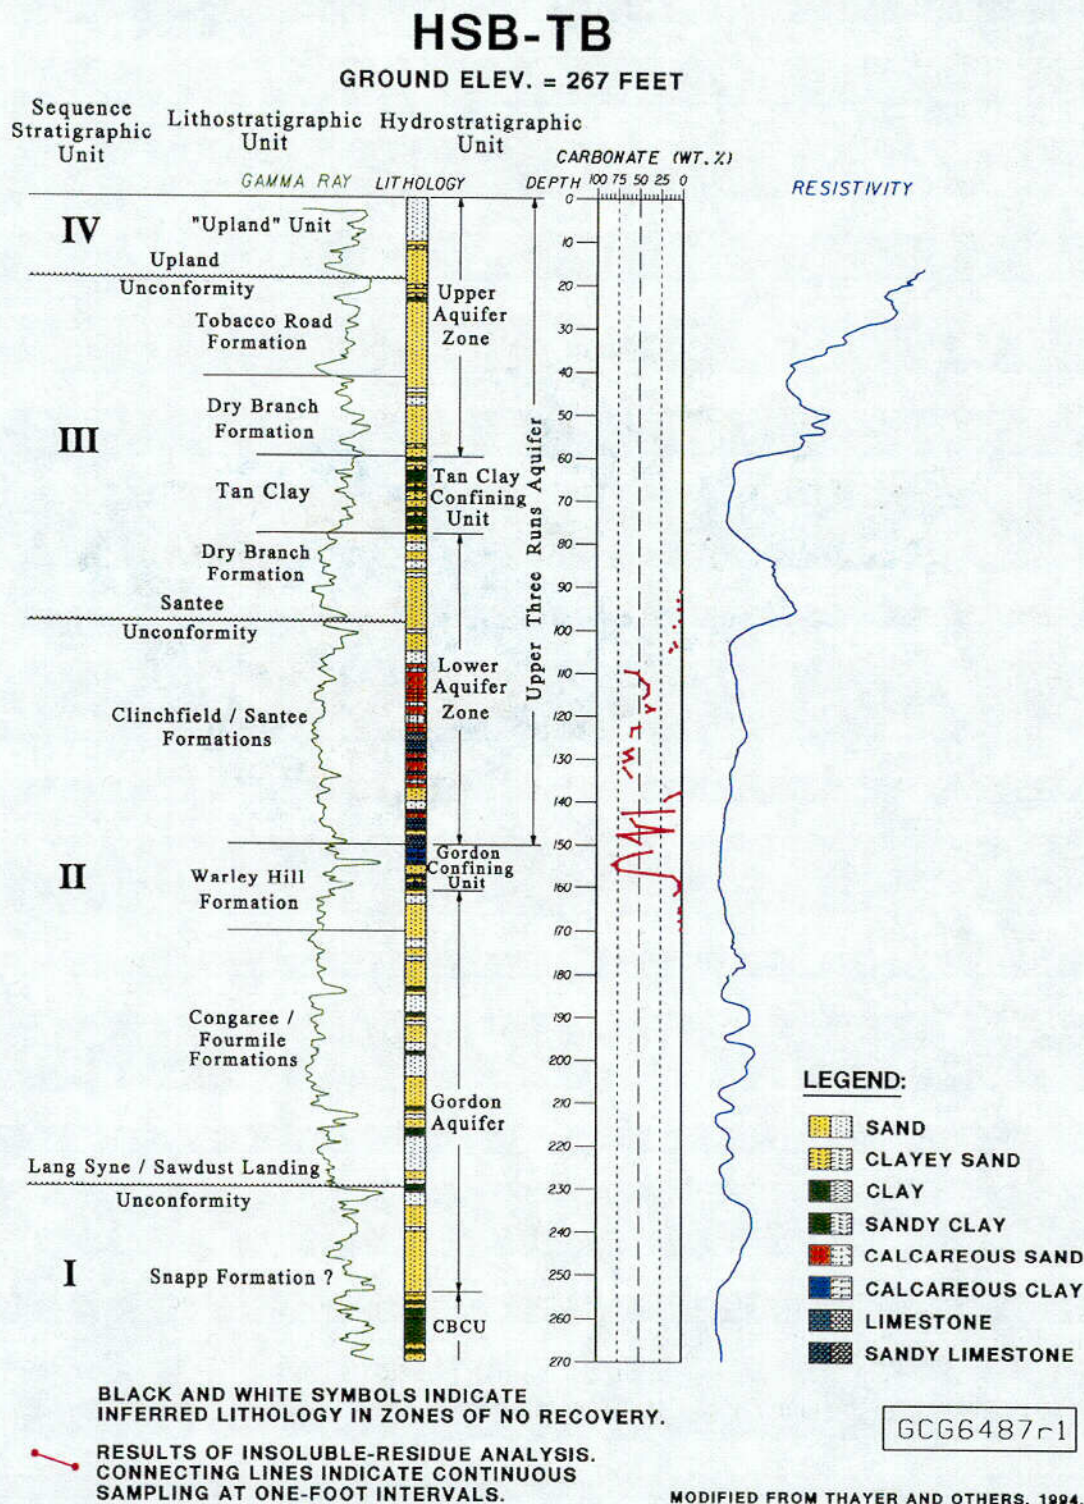 HSB-TB
GROUND ELEV. = 267 FEET
Sequence
Stratigraphic
Unit
Lithostratigraphic
Unit
Hydrostratigraphic
Unit
GAMMA RAY
LITHOLOGY
CARBONATE (WT.%)
DEPTH
100 75 50 25 0
RESISTIVITY
IV
III
II
I
"Upland" Unit
Upland
Unconformity
Tobacco Road
Formation
Dry Branch
Formation
Tan Clay
Dry Branch
Formation
Santee
Unconformity
Clinchfield / Santee
Formations
Warley Hill
Formation
Congaree /
Fourmile
Formations
Lang Syne / Sawdust Landing
Unconformity
Snapp Formation ?
Upper
Aquifer
Zone
Tan Clay
Confining
Unit
Lower
Aquifer
Zone
Gordon
Confining
Unit
Gordon
Aquifer
CBCU
Upper Three Runs Aquifer
0
10
20
30
40
50
60
70
80
90
100
110
120
130
140
150
160
170
180
190
200
210
220
230
240
250
260
270
LEGEND:
SAND
CLAYEY SAND
CLAY
SANDY CLAY
CALCAREOUS SAND
CALCAREOUS CLAY
LIMESTONE
SANDY LIMESTONE
BLACK AND WHITE SYMBOLS INDICATE
INFERRED LITHOLOGY IN ZONES OF NO RECOVERY.
RESULTS OF INSOLUBLE-RESIDUE ANALYSIS.
CONNECTING LINES INDICATE CONTINUOUS
SAMPLING AT ONE-FOOT INTERVALS.
GCG6487r1
MODIFIED FROM THAYER AND OTHERS, 1994